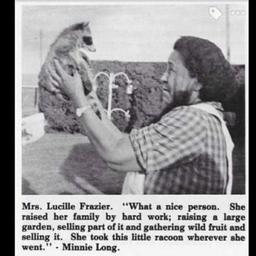 Mrs. Lucille Frazier. "What a nice person. She
raised her family by hard work; raising a large
garden, selling part of it and gathering wild fruit and
selling it. She took this little racoon wherever she
went." - Minnie Long.